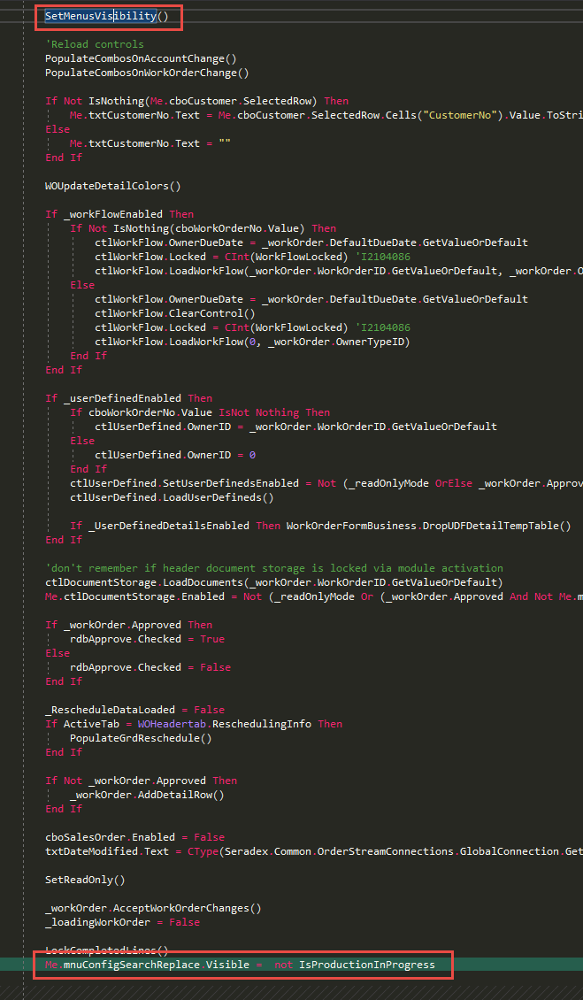 SetMenusVisibility()
'Reload controls
PopulateCombosOnAccountChange()
PopulateCombosOnWorkOrderChange()
If Not IsNothing(Me.cboCustomer.SelectedRow) Then
Me.txtCustomerNo.Text = Me.cboCustomer.SelectedRow.Cells("CustomerNo").Value.ToStri
Else
Me.txtCustomerNo.Text = ""
End If
WOUpdateDetailColors()
If _workFlowEnabled Then
If Not IsNothing(cboWorkOrderNo.Value) Then
ctlWorkFlow.OwnerDueDate = _workOrder.DefaultDueDate.GetValueOrDefault
ctlWorkFlow.Locked = CInt(WorkFlowLocked) 'I2104086
ctlWorkFlow.LoadWorkFlow(_workOrder.WorkOrderID.GetValueOrDefault, _workOrder.O
Else
ctlWorkFlow.OwnerDueDate = _workOrder.DefaultDueDate.GetValueOrDefault
ctlWorkFlow.ClearControl()
ctlWorkFlow.Locked = CInt(WorkFlowLocked) 'I2104086
ctlWorkFlow.LoadWorkFlow(0, _workOrder.OwnerTypeID)
End If
End If
If _userDefinedEnabled Then
If cboWorkOrderNo.Value IsNot Nothing Then
ctlUserDefined.OwnerID = _workOrder.WorkOrderID.GetValueOrDefault
Else
ctlUserDefined.OwnerID = 0
End If
ctlUserDefined.SetUserDefinedsEnabled = Not (_readOnlyMode OrElse _workOrder.Approv
ctlUserDefined.LoadUserDefineds()
If _UserDefinedDetailsEnabled Then WorkOrderFormBusiness.DropUDFDetailTempTable()
End If
'don't remember if header document storage is locked via module activation
ctlDocumentStorage.LoadDocuments(_workOrder.WorkOrderID.GetValueOrDefault)
Me.ctlDocumentStorage.Enabled = Not (_readOnlyMode Or (_workOrder.Approved And Not Me.m
If _workOrder.Approved Then
rdbApprove.Checked = True
Else
rdbApprove.Checked = False
End If
_RescheduleDataLoaded = False
If ActiveTab = WOHeadertab.ReschedulingInfo Then
PopulateGrdReschedule()
End If
If Not _workOrder.Approved Then
_workOrder.AddDetailRow()
End If
cboSalesOrder.Enabled = False
txtDateModified.Text = CType(Seradex.Common.OrderStreamConnections.GlobalConnection.Get
SetReadOnly()
_workOrder.AcceptWorkOrderChanges()
_loadingWorkOrder = False
LockCompletedLines()
Me.mnuConfigSearchReplace.Visible =  not IsProductionInProgress